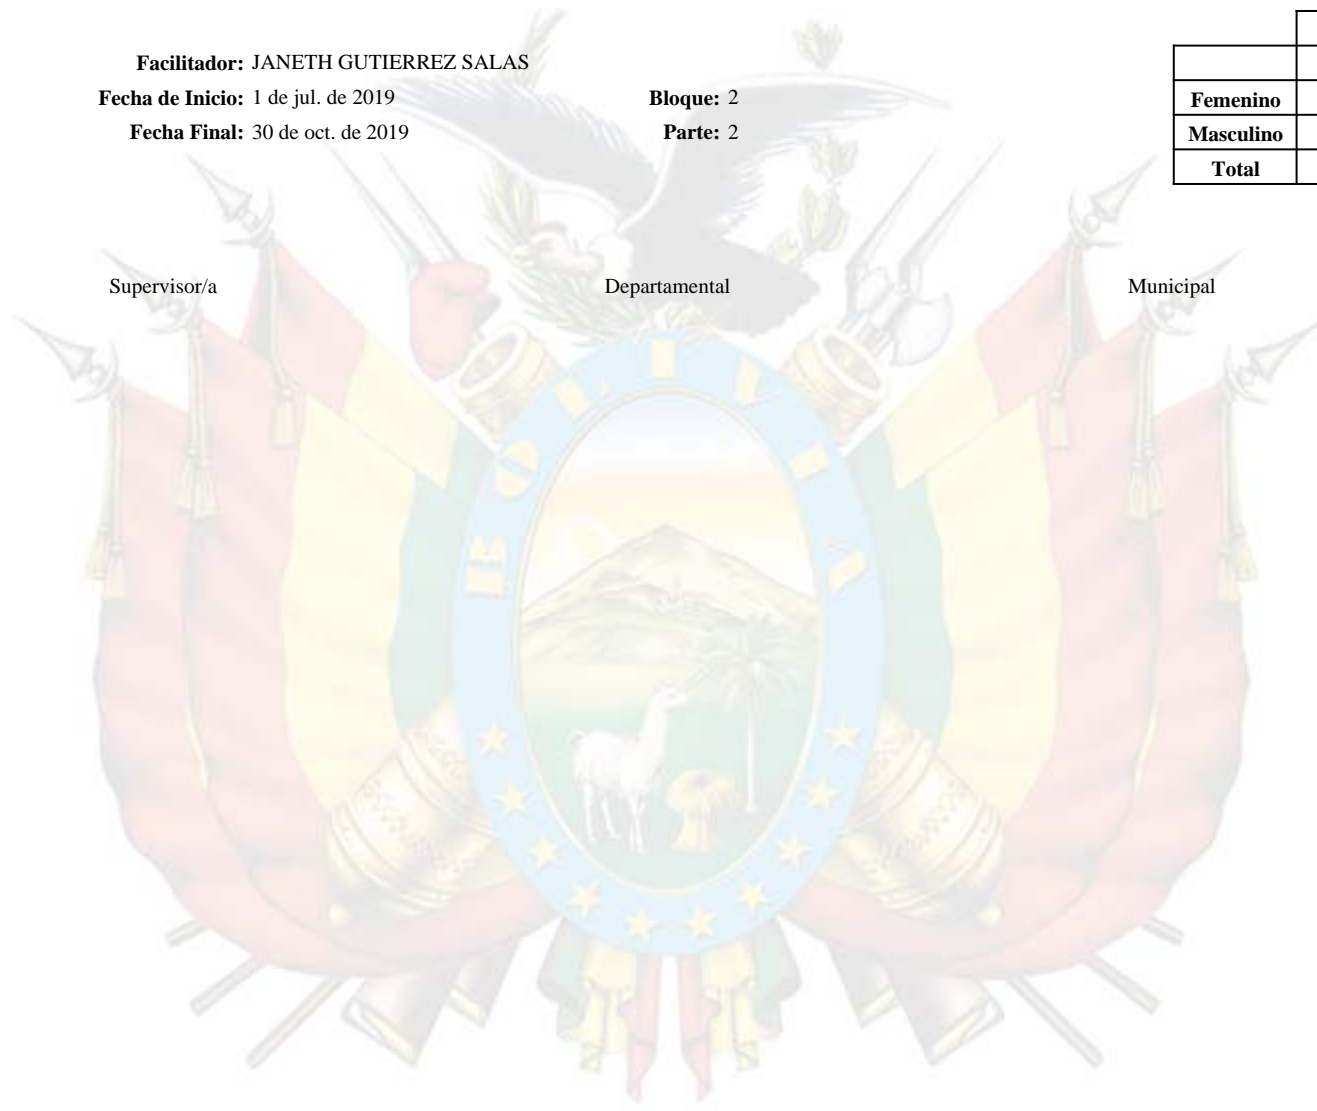 Facilitador: JANETH GUTIERREZ SALAS
Fecha de Inicio: 1 de jul. de 2019 Bloque: 2
Femenino
Fecha Final: 30 de oct. de 2019 Parte: 2
Masculino
Total
Supervisor/a Departamental Municipal
BOLIVIA